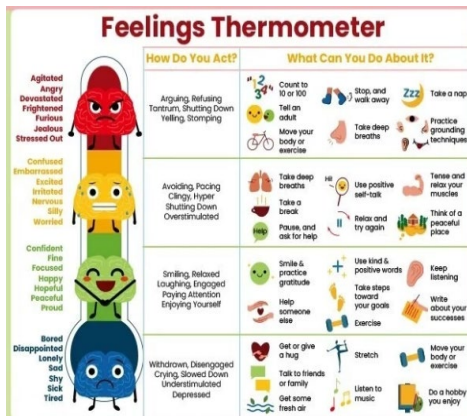 Feelings Thermometer
How Do You Act?
What Can You Do About It?
Agitated
Angry
Devastated
Frightened
Furious
Jealous
Stressed Out
Arguing, Refusing
Tantrum, Shutting Down
Yelling, Stomping
1 2 3 4
Count to
10 or 100
Tell an
adult
Move your
body or
exercise
Stop, and
walk away
Take deep
breaths
Zzz
Take a nap
Practice
grounding
techniques
Confused
Embarrassed
Excited
Irritated
Nervous
Silly
Worried
Avoiding, Pacing
Clingy, Hyper
Shutting Down
Overstimulated
Take deep
breaths
Take a
break
Help
Pause, and
ask for help
Hi!
Use positive
self-talk
Relax and
try again
Tense and
relax your
muscles
Think of a
peaceful
place
Confident
Fine
Focused
Happy
Hopeful
Peaceful
Proud
Smiling, Relaxed
Laughing, Engaged
Paying Attention
Enjoying Yourself
Smile &
practice
gratitude
Help
someone
else
Use kind &
positive words
Take steps
toward
your goals
Exercise
Keep
listening
Write
about your
successes
Bored
Disappointed
Lonely
Sad
Shy
Sick
Tired
Withdrawn, Disengaged
Crying, Slowed Down
Understimulated
Depressed
Get or give
a hug
Talk to friends
or family
Get some
fresh air
Stretch
Listen to
music
Move your
body or
exercise
Do a hobby
you enjoy